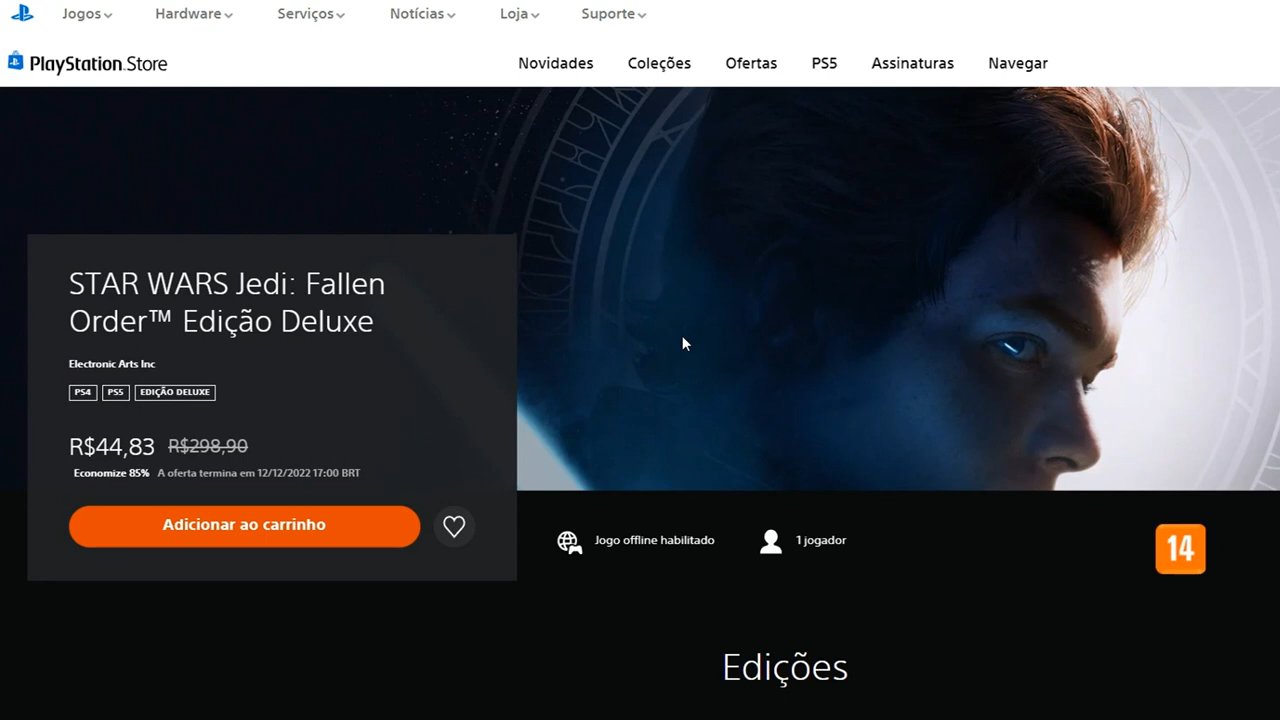 Jogos
Hardware
Serviços
Notícias
Loja
Suporte
PlayStation.Store
Novidades
Coleções
Ofertas
PS5
Assinaturas
Navegar
STAR WARS Jedi: Fallen
Order™ Edição Deluxe
Electronic Arts Inc
PS4 PS5 EDIÇÃO DELUXE
R$44,83 R$298,90
Economize 85% A oferta termina em 12/12/2022 17:00 BRT
Adicionar ao carrinho
Jogo offline habilitado
1 jogador
14
Edições